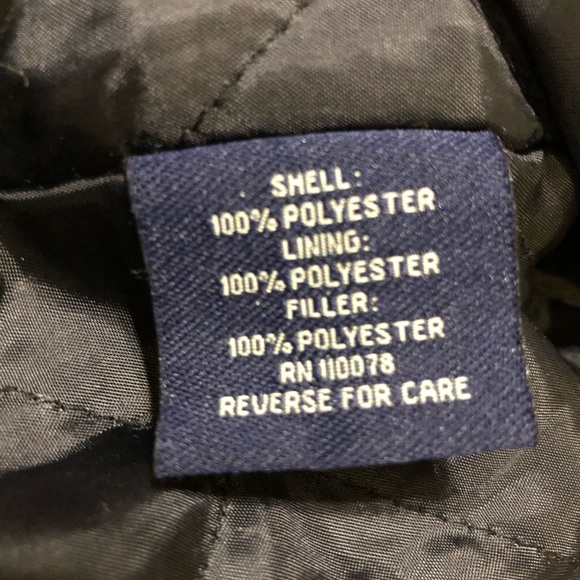 SHELL:
100% POLYESTER
LINING:
100% POLYESTER
FILLER:
100% POLYESTER
RN 110078
REVERSE FOR CARE